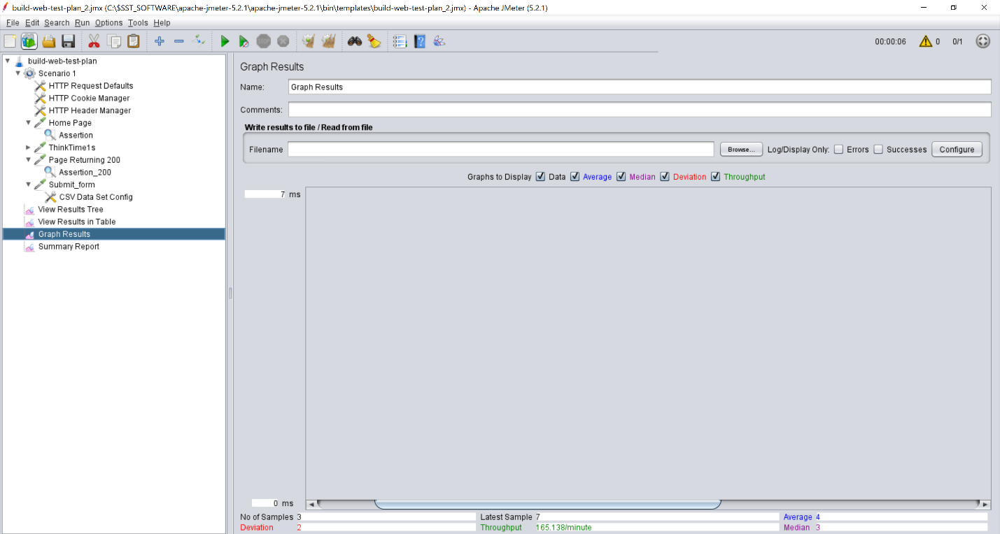 build-web-test-plan_2.jmx (C:\$SST_SOFTWARE\apache-jmeter-5.2.1\apache-jmeter-5.2.1\bin\templates\build-web-test-plan_2.jmx) - Apache JMeter (5.2.1)
File Edit Search Run Options Tools Help
00:00:06 0 0/1
build-web-test-plan
Scenario 1
HTTP Request Defaults
HTTP Cookie Manager
HTTP Header Manager
Home Page
Assertion
ThinkTime1s
Page Returning 200
Assertion_200
Submit_form
CSV Data Set Config
View Results Tree
View Results in Table
Graph Results
Summary Report
Graph Results
Name: Graph Results
Comments:
Write results to file / Read from file
Filename Browse... Log/Display Only: Errors Successes Configure
Graphs to Display Data Average Median Deviation Throughput
7 ms
0 ms
No of Samples 3 Latest Sample 7 Average 4
Deviation 2 Throughput 165.138/minute Median 3